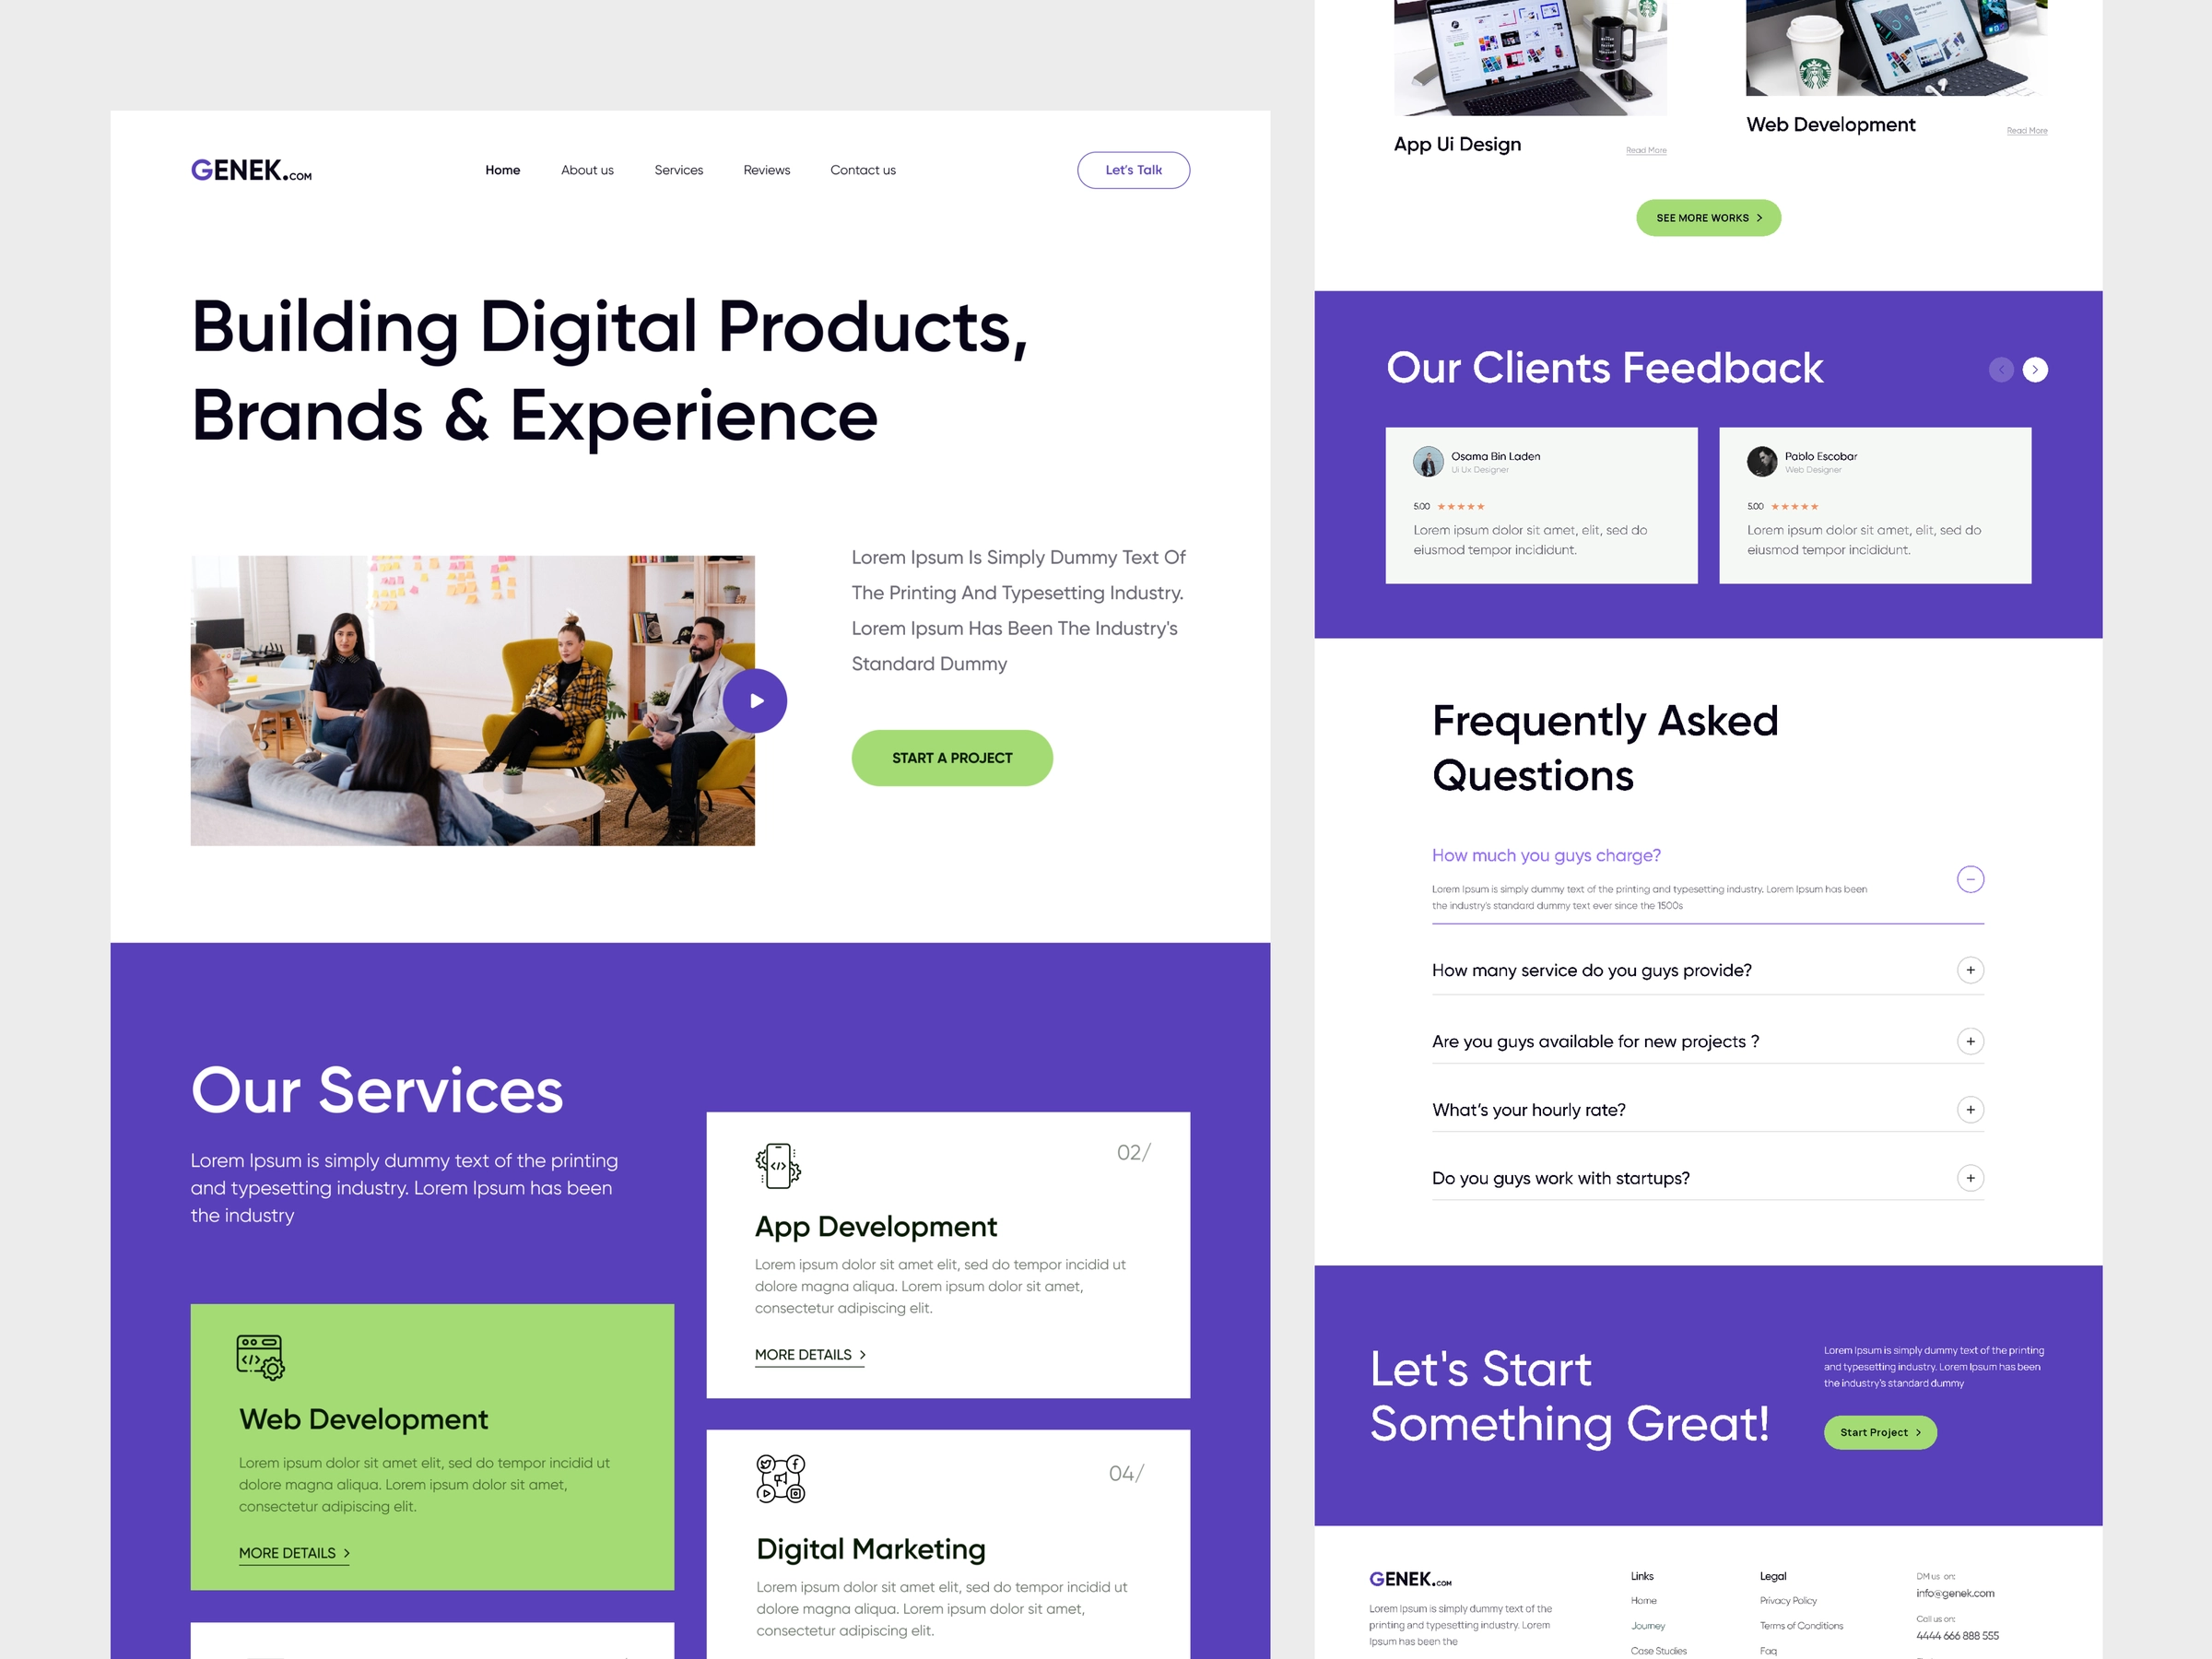 GENEK.COM
Home
About us
Services
Reviews
Contact us
Let's Talk
Building Digital Products,
Brands & Experience
Lorem Ipsum Is Simply Dummy Text Of
The Printing And Typesetting Industry.
Lorem Ipsum Has Been The Industry's
Standard Dummy
START A PROJECT
Our Services
Lorem Ipsum is simply dummy text of the printing
and typesetting industry. Lorem Ipsum has been
the industry
Web Development
Lorem ipsum dolor sit amet elit, sed do tempor incidid ut
dolore magna aliqua. Lorem ipsum dolor sit amet,
consectetur adipiscing elit.
MORE DETAILS
02/
App Development
Lorem ipsum dolor sit amet elit, sed do tempor incidid ut
dolore magna aliqua. Lorem ipsum dolor sit amet,
consectetur adipiscing elit.
MORE DETAILS
04/
Digital Marketing
Lorem ipsum dolor sit amet elit, sed do tempor incidid ut
dolore magna aliqua. Lorem ipsum dolor sit amet,
consectetur adipiscing elit.
App Ui Design
Read More
Web Development
Read More
SEE MORE WORKS
Our Clients Feedback
Osama Bin Laden
Ui Ux Designer
5.00
Lorem ipsum dolor sit amet, elit, sed do
eiusmod tempor incididunt.
Pablo Escobar
Web Designer
5.00
Lorem ipsum dolor sit amet, elit, sed do
eiusmod tempor incididunt.
Frequently Asked
Questions
How much you guys charge?
Lorem Ipsum is simply dummy text of the printing and typesetting industry. Lorem Ipsum has been
the industry's standard dummy text ever since the 1500s
How many service do you guys provide?
Are you guys available for new projects ?
What's your hourly rate?
Do you guys work with startups?
Let's Start
Something Great!
Lorem Ipsum is simply dummy text of the printing
and typesetting industry. Lorem Ipsum has been
the industry's standard dummy
Start Project
GENEK.COM
Lorem Ipsum is simply dummy text of the
printing and typesetting industry. Lorem
Ipsum has been the
Links
Home
Journey
Case Studies
Legal
Privacy Policy
Terms of Conditions
Faq
DM us on:
info@genek.com
Call us on:
4444 666 888 555